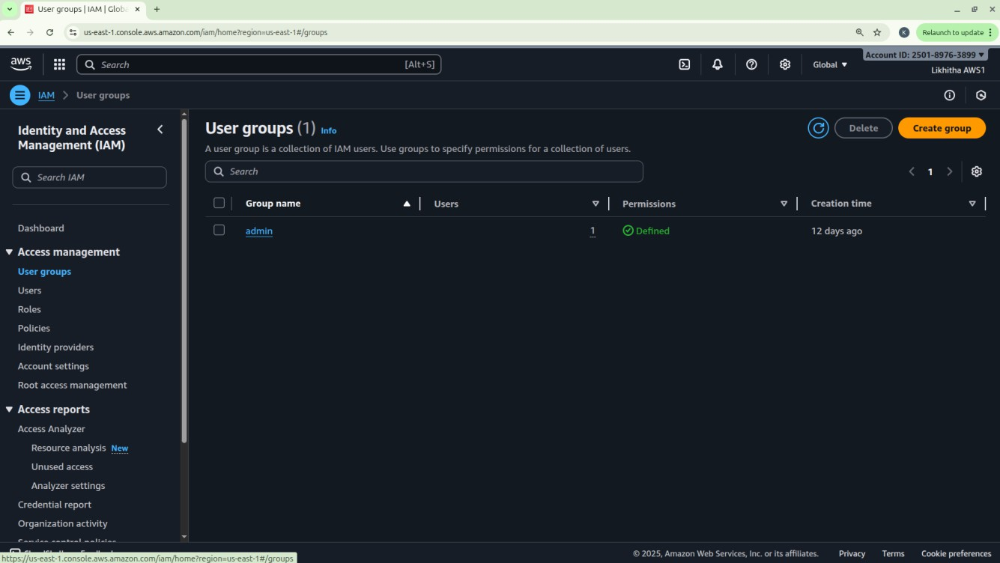 User groups | IAM | Globa
us-east-1.console.aws.amazon.com/iam/home?region=us-east-1#/groups
K
Relaunch to update
aws
Search
[Alt+S]
Global
Account ID: 2501-8976-3899
Likhitha AWS1
IAM > User groups
Identity and Access
Management (IAM)
Search IAM
Dashboard
Access management
User groups
Users
Roles
Policies
Identity providers
Account settings
Root access management
Access reports
Access Analyzer
Resource analysis New
Unused access
Analyzer settings
Credential report
Organization activity
Service control policies
User groups (1) Info
Delete
Create group
A user group is a collection of IAM users. Use groups to specify permissions for a collection of users.
Search
1
Group name
Users
Permissions
Creation time
admin
1
Defined
12 days ago
https://us-east-1.console.aws.amazon.com/iam/home?region=us-east-1#/groups
© 2025, Amazon Web Services, Inc. or its affiliates.
Privacy
Terms
Cookie preferences